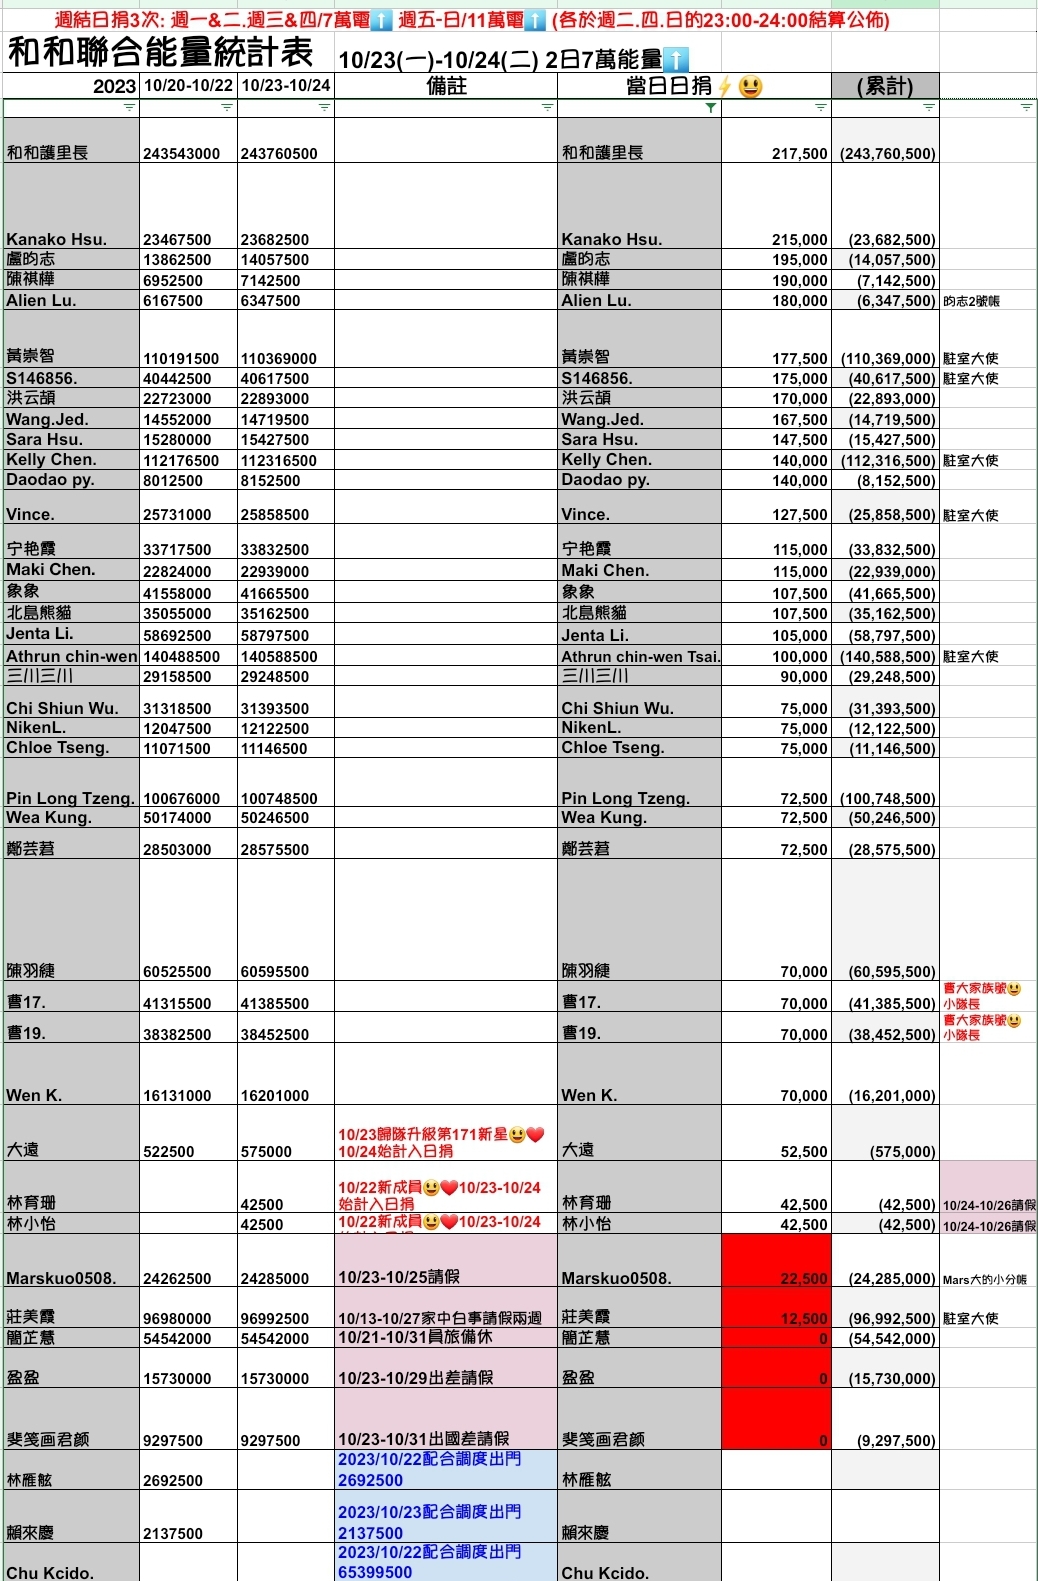 週結日捐3次: 週一&二.週三&四/7萬電⬆️ 週五-日/11萬電⬆️ (各於週二.四.日的23:00-24:00結算公佈)
和和聯合能量統計表 10/23(一)-10/24(二) 2日7萬能量⬆️
2023 10/20-10/22 10/23-10/24 備註 當日日捐⚡😃 (累計)
和和護里長 243543000 243760500 和和護里長 217,500 (243,760,500)
Kanako Hsu. 23467500 23682500 Kanako Hsu. 215,000 (23,682,500)
盧昀志 13862500 14057500 盧昀志 195,000 (14,057,500)
陳祺樺 6952500 7142500 陳祺樺 190,000 (7,142,500)
Alien Lu. 6167500 6347500 Alien Lu. 180,000 (6,347,500) 昀志2號帳
黃崇智 110191500 110369000 黃崇智 177,500 (110,369,000) 駐室大使
S146856. 40442500 40617500 S146856. 175,000 (40,617,500) 駐室大使
洪云頡 22723000 22893000 洪云頡 170,000 (22,893,000)
Wang.Jed. 14552000 14719500 Wang.Jed. 167,500 (14,719,500)
Sara Hsu. 15280000 15427500 Sara Hsu. 147,500 (15,427,500)
Kelly Chen. 112176500 112316500 Kelly Chen. 140,000 (112,316,500) 駐室大使
Daodao py. 8012500 8152500 Daodao py. 140,000 (8,152,500)
Vince. 25731000 25858500 Vince. 127,500 (25,858,500) 駐室大使
宁艳霞 33717500 33832500 宁艳霞 115,000 (33,832,500)
Maki Chen. 22824000 22939000 Maki Chen. 115,000 (22,939,000)
象象 41558000 41665500 象象 107,500 (41,665,500)
北島熊貓 35055000 35162500 北島熊貓 107,500 (35,162,500)
Jenta Li. 58692500 58797500 Jenta Li. 105,000 (58,797,500)
Athrun chin-wen 140488500 140588500 Athrun chin-wen Tsai. 100,000 (140,588,500) 駐室大使
三川三川 29158500 29248500 三川三川 90,000 (29,248,500)
Chi Shiun Wu. 31318500 31393500 Chi Shiun Wu. 75,000 (31,393,500)
NikenL. 12047500 12122500 NikenL. 75,000 (12,122,500)
Chloe Tseng. 11071500 11146500 Chloe Tseng. 75,000 (11,146,500)
Pin Long Tzeng. 100676000 100748500 Pin Long Tzeng. 72,500 (100,748,500)
Wea Kung. 50174000 50246500 Wea Kung. 72,500 (50,246,500)
鄭芸 28503000 28575500 鄭芸 72,500 (28,575,500)
陳羽緁 60525500 60595500 陳羽緁 70,000 (60,595,500)
曹17. 41315500 41385500 曹17. 70,000 (41,385,500) 曹大家族號😃
小隊長
曹19. 38382500 38452500 曹19. 70,000 (38,452,500) 曹大家族號😃
小隊長
Wen K. 16131000 16201000 Wen K. 70,000 (16,201,000)
10/23歸隊升級第171新星😃❤️
大遠 522500 575000 10/24始計入日捐 大遠 52,500 (575,000)
10/22新成員😃❤️10/23-10/24
林育珊 42500 始計入日捐 林育珊 42,500 (42,500) 10/24-10/26請假
林小怡 42500 10/22新成員😃❤️10/23-10/24 林小怡 42,500 (42,500) 10/24-10/26請假
Marskuo0508. 24262500 24285000 10/23-10/25請假 Marskuo0508. 22,500 (24,285,000) Mars大的小分帳
莊美霞 96980000 96992500 10/13-10/27家中白事請假兩週 莊美霞 12,500 (96,992,500) 駐室大使
簡芷慧 54542000 54542000 10/21-10/31員旅備休 簡芷慧 0 (54,542,000)
盈盈 15730000 15730000 10/23-10/29出差請假 盈盈 0 (15,730,000)
斐笺画君颜 9297500 9297500 10/23-10/31出國差請假 斐笺画君颜 0 (9,297,500)
2023/10/22配合調度出門
林雁舷 2692500 2692500 林雁舷
2023/10/23配合調度出門
賴來慶 2137500 2137500 賴來慶
2023/10/22配合調度出門
Chu Kcido. 65399500 Chu Kcido.